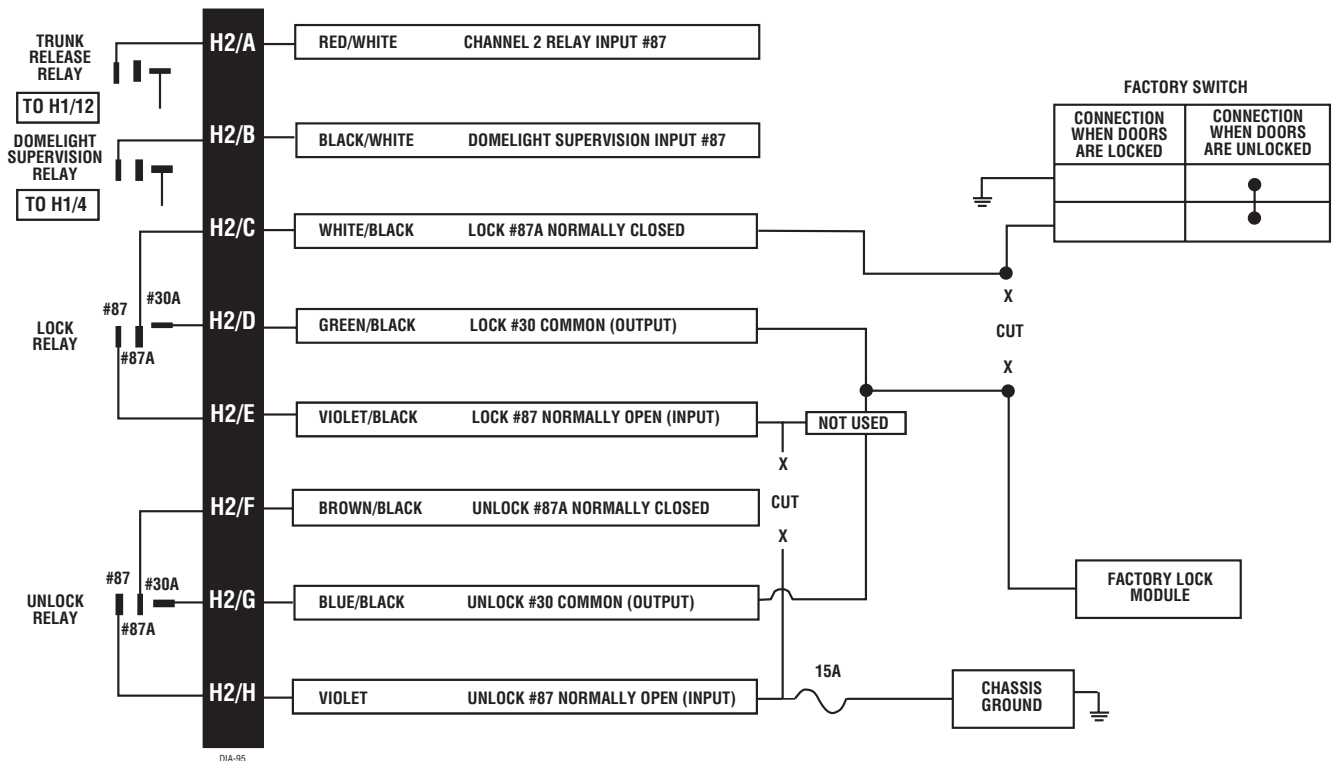 TRUNK
RELEASE
RELAY
TO H1/12
DOMELIGHT
SUPERVISION
RELAY
TO H1/4
H2/A
RED/WHITE CHANNEL 2 RELAY INPUT #87
H2/B
BLACK/WHITE DOMELIGHT SUPERVISION INPUT #87
FACTORY SWITCH
CONNECTION
WHEN DOORS
ARE LOCKED
CONNECTION
WHEN DOORS
ARE UNLOCKED
H2/C
WHITE/BLACK LOCK #87A NORMALLY CLOSED
X
CUT
X
LOCK
RELAY
#87
#30A
#87A
H2/D
GREEN/BLACK LOCK #30 COMMON (OUTPUT)
H2/E
VIOLET/BLACK LOCK #87 NORMALLY OPEN (INPUT)
NOT USED
X
CUT
X
H2/F
BROWN/BLACK UNLOCK #87A NORMALLY CLOSED
UNLOCK
RELAY
#87
#30A
#87A
H2/G
BLUE/BLACK UNLOCK #30 COMMON (OUTPUT)
FACTORY LOCK
MODULE
H2/H
VIOLET UNLOCK #87 NORMALLY OPEN (INPUT)
15A
CHASSIS
GROUND
DIA-95